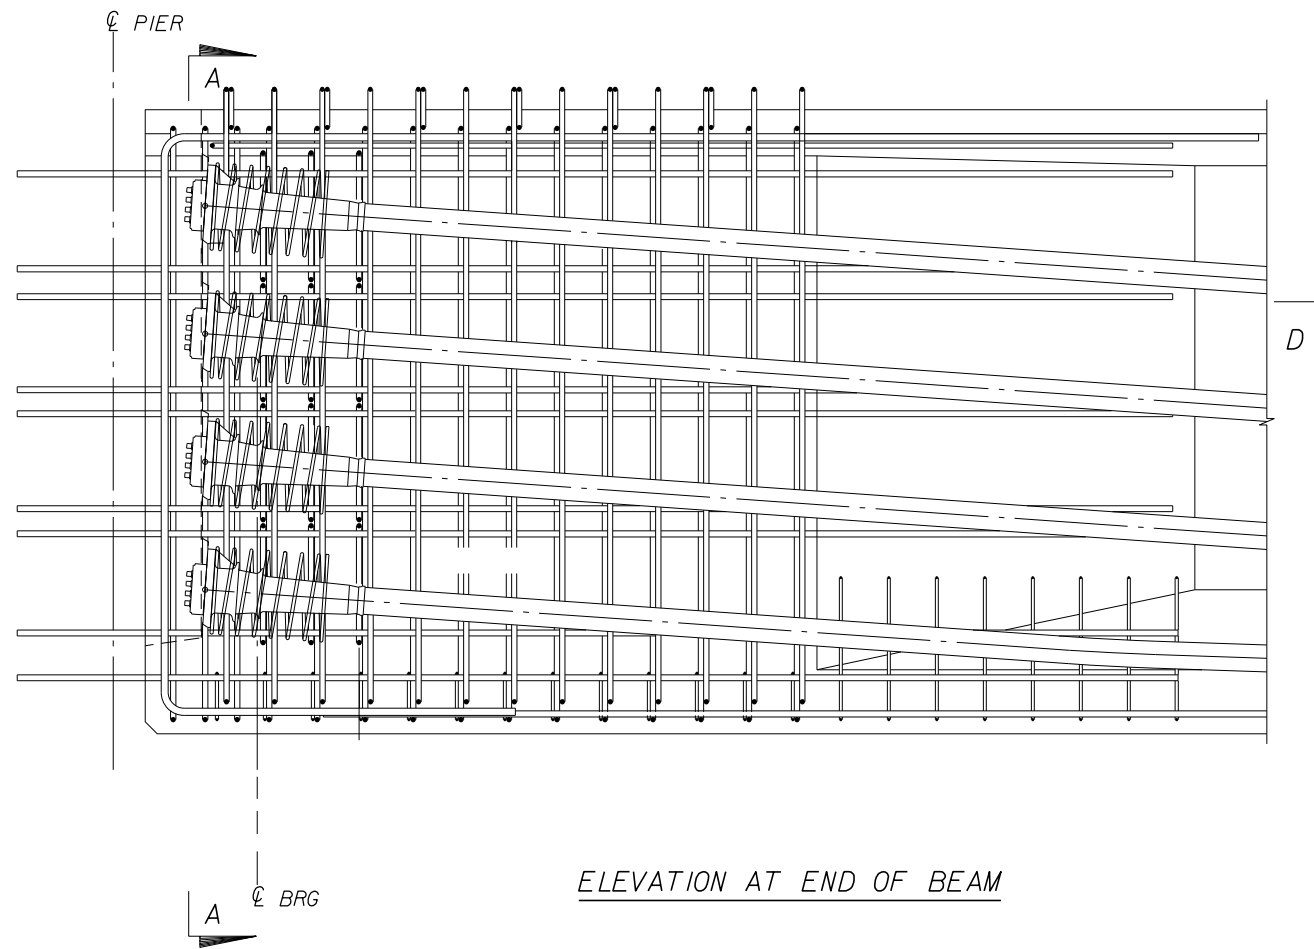 ℄ PIER
A
D
ELEVATION AT END OF BEAM
℄ BRG
A